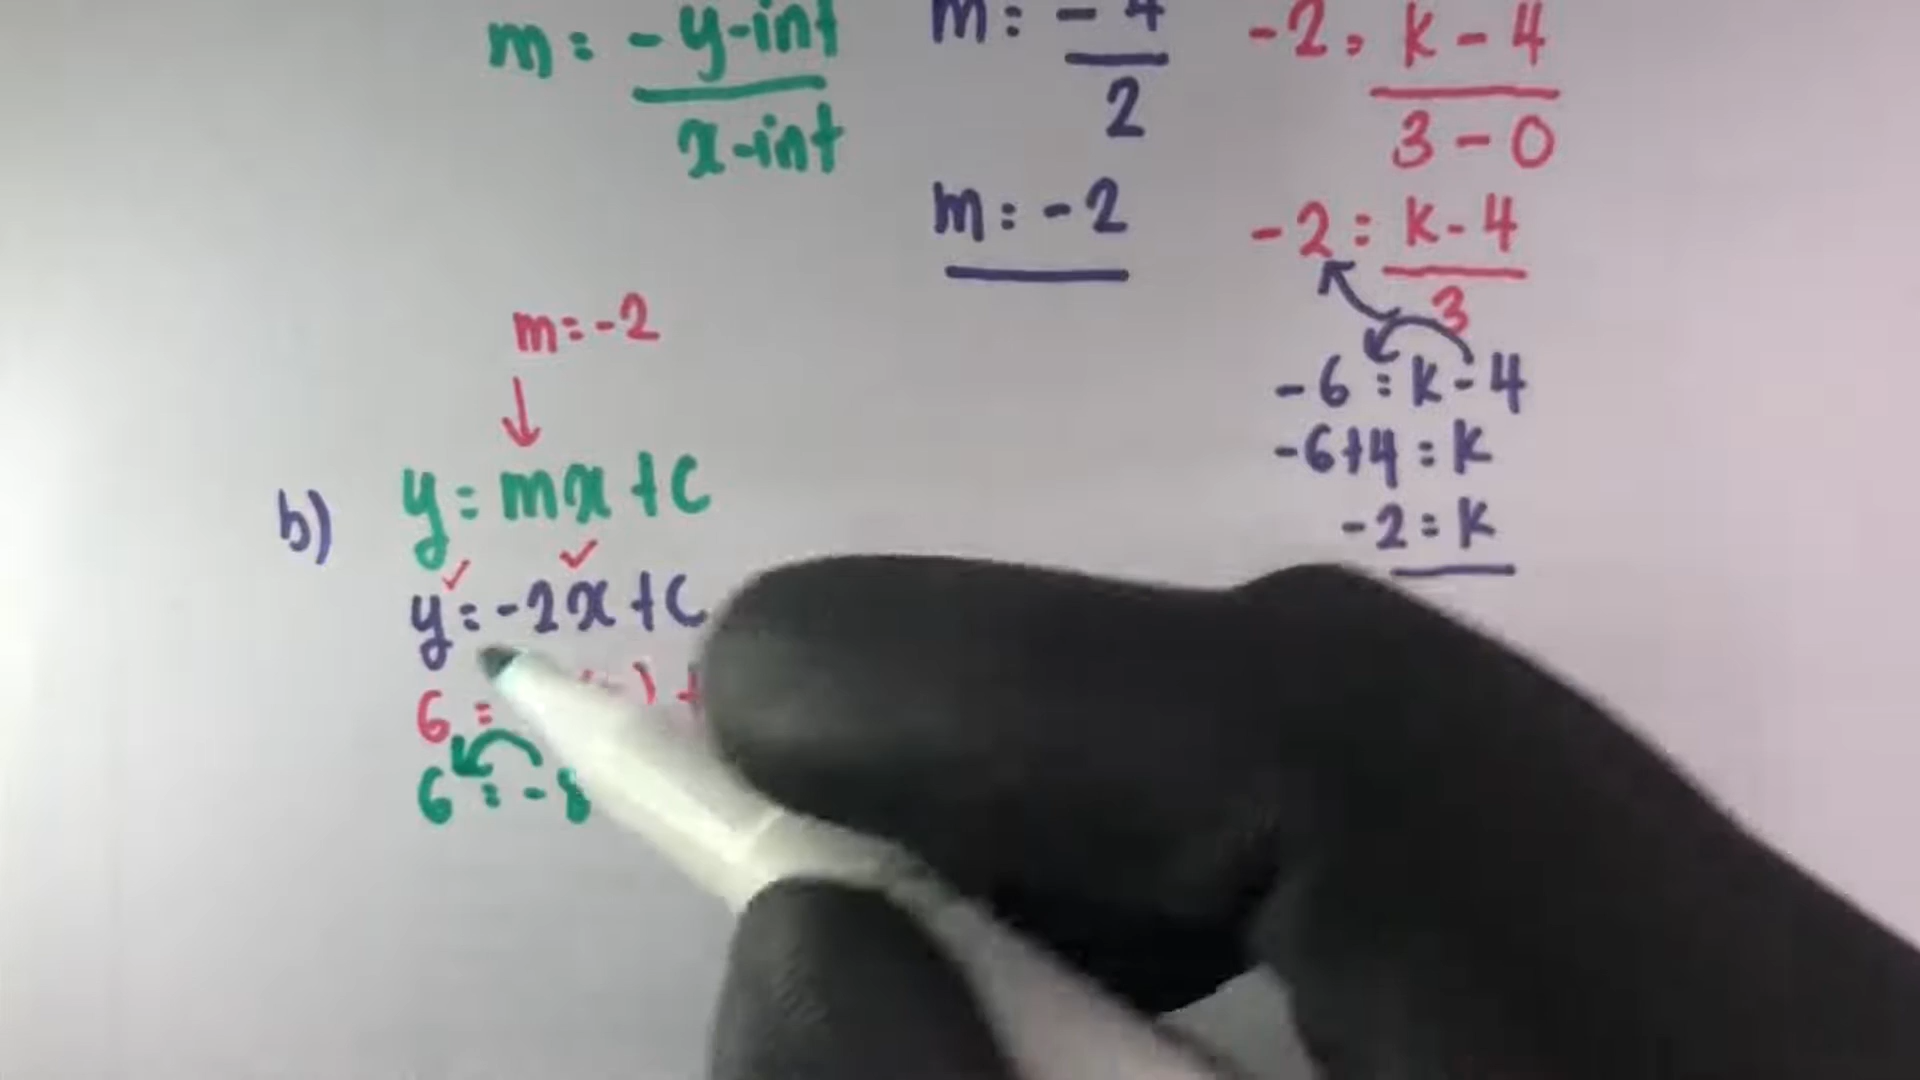 m = -y-int
x-int
m = -4
2
m = -2
-2 = k - 4
3 - 0
-2 = k - 4
3
-6 = k - 4
-6+4 = k
-2 = k
m = -2
b) y = mx + c
y = -2x + c
6 =
6 = -8